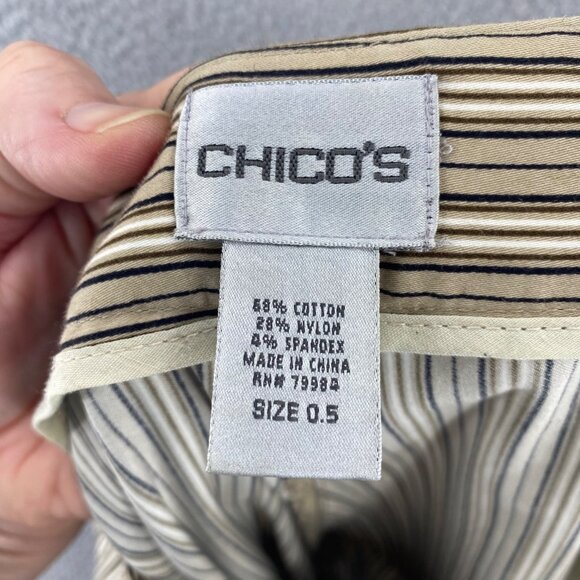 CHICO'S
68% COTTON
28% NYLON
4% SPANDEX
MADE IN CHINA
RN# 79984
SIZE 0.5